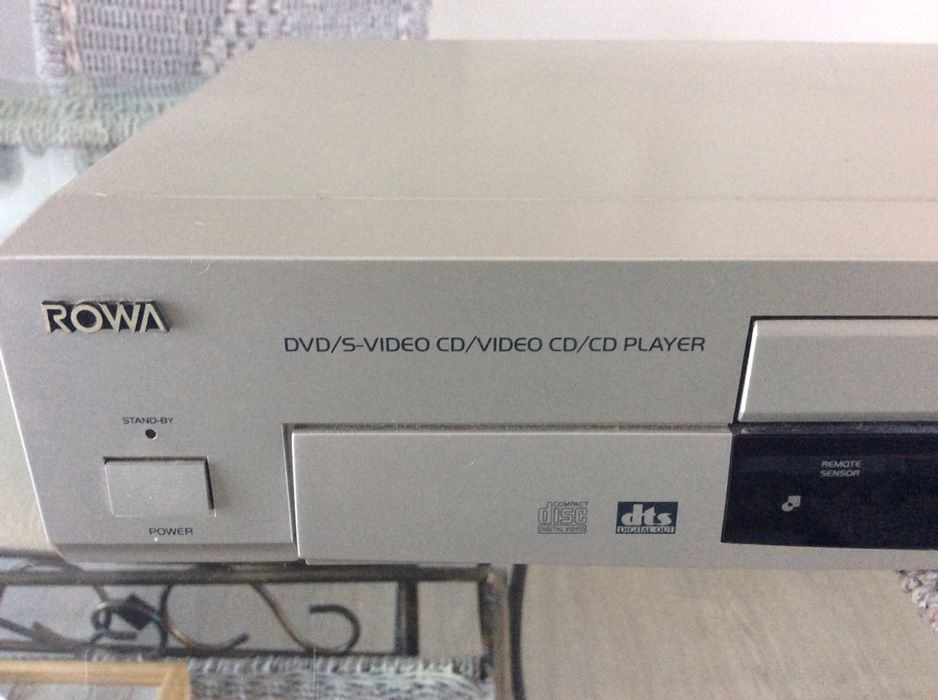 ROWA
DVD/S-VIDEO CD/VIDEO CD/CD PLAYER
STAND-BY
POWER
COMPACT
disc
DIGITAL VIDEO
dts
DIGITAL OUT
REMOTE
SENSOR